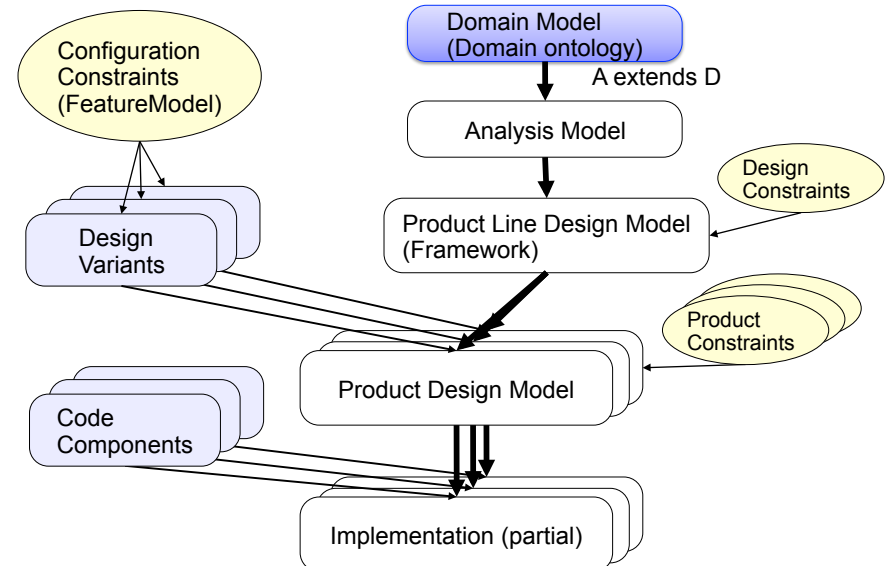 Configuration
Constraints
(FeatureModel)
Domain Model
(Domain ontology)
A extends D
Analysis Model
Design
Constraints
Product Line Design Model
(Framework)
Design
Variants
Product
Constraints
Product Design Model
Code
Components
Implementation (partial)